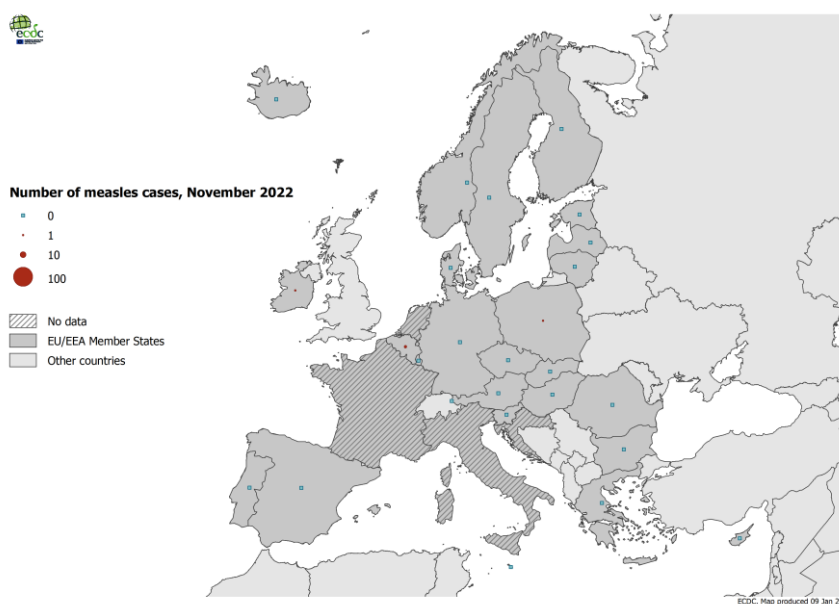 ecdc
Number of measles cases, November 2022
0
1
10
100
No data
EU/EEA Member States
Other countries
ECDC. Map produced 09 Jan 2